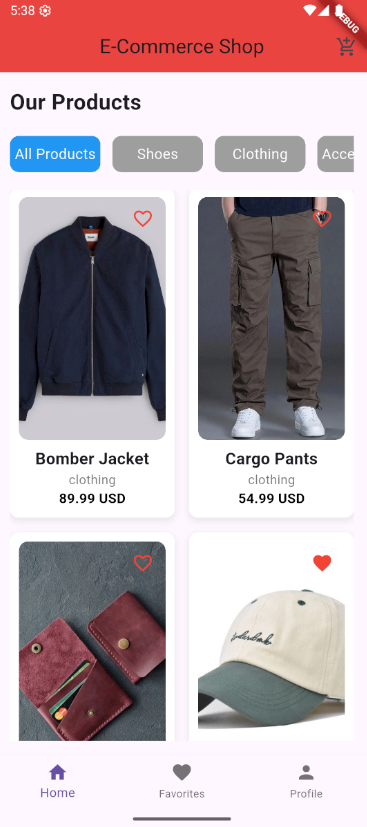 5:38
DEBUG
E-Commerce Shop
Our Products
All Products Shoes Clothing Acce
Bomber Jacket Cargo Pants
clothing clothing
89.99 USD 54.99 USD
Home Favorites Profile